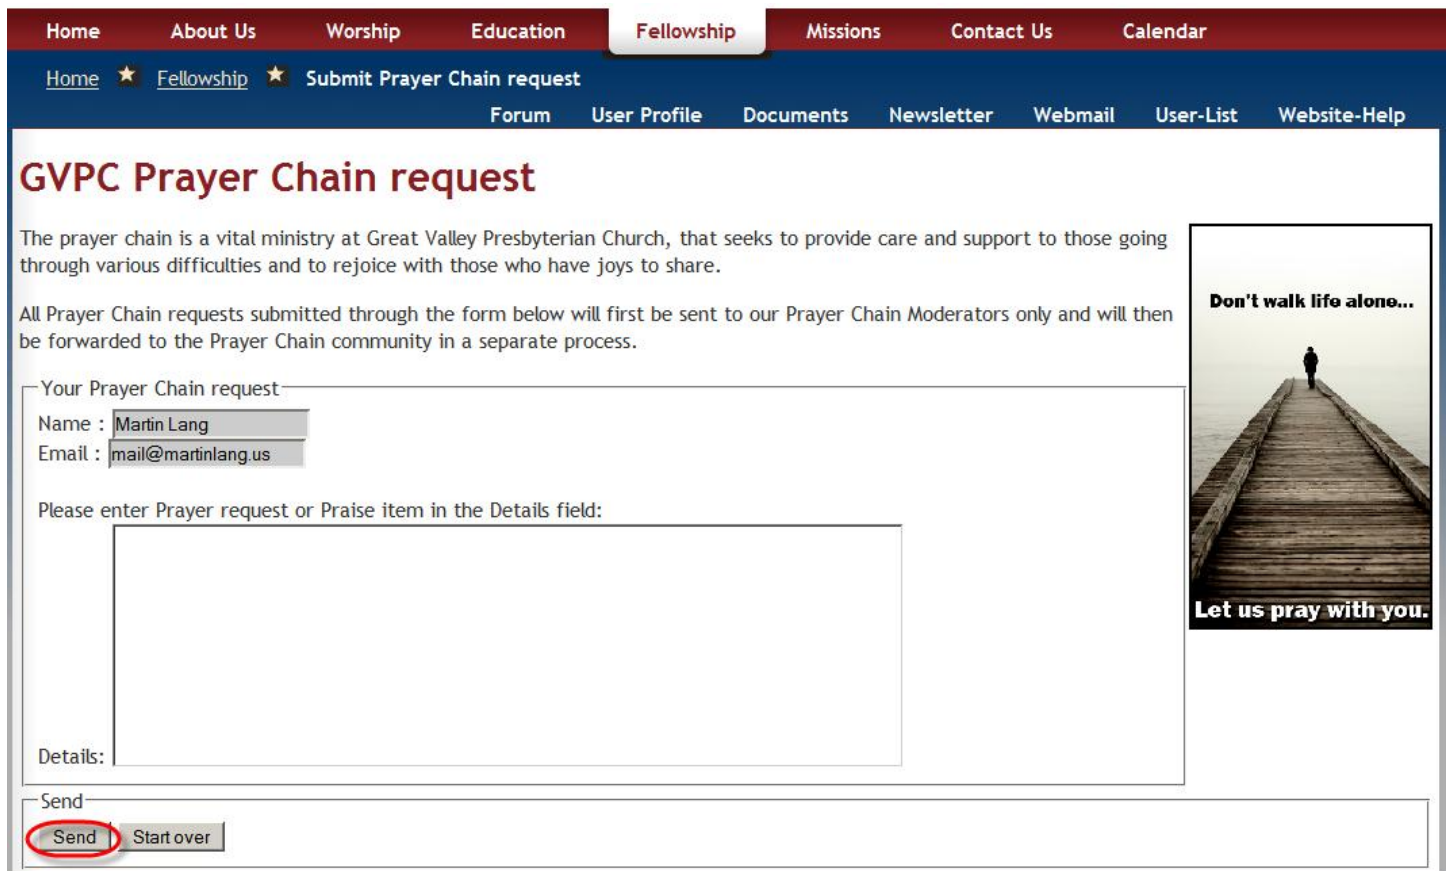 Home About Us Worship Education Fellowship Missions Contact Us Calendar
Home Fellowship Submit Prayer Chain request
Forum User Profile Documents Newsletter Webmail User-List Website-Help
GVPC Prayer Chain request
The prayer chain is a vital ministry at Great Valley Presbyterian Church, that seeks to provide care and support to those going
through various difficulties and to rejoice with those who have joys to share.
All Prayer Chain requests submitted through the form below will first be sent to our Prayer Chain Moderators only and will then
be forwarded to the Prayer Chain community in a separate process.
Don't walk life alone...
Let us pray with you.
Your Prayer Chain request
Name : Martin Lang
Email : mail@martinlang.us
Please enter Prayer request or Praise item in the Details field:
Details:
Send
Send Start over